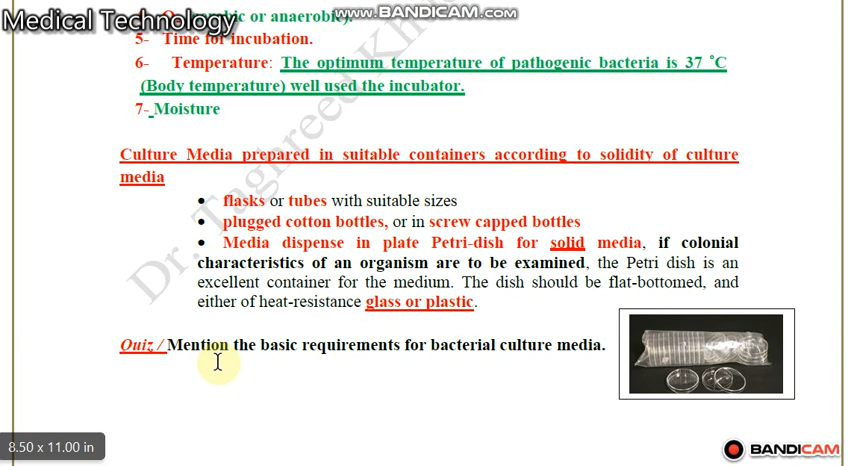 Medical Technology
www.BANDICAM.com
or anaerobic).
5- Time for incubation.
6- Temperature: The optimum temperature of pathogenic bacteria is 37 °C
(Body temperature) well used the incubator.
7- Moisture
Culture Media prepared in suitable containers according to solidity of culture
media
• flasks or tubes with suitable sizes
• plugged cotton bottles, or in screw capped bottles
• Media dispense in plate Petri-dish for solid media, if colonial
characteristics of an organism are to be examined, the Petri dish is an
excellent container for the medium. The dish should be flat-bottomed, and
either of heat-resistance glass or plastic.
Quiz / Mention the basic requirements for bacterial culture media.
Dr. Taghreed
8.50 x 11.00 in
BANDICAM